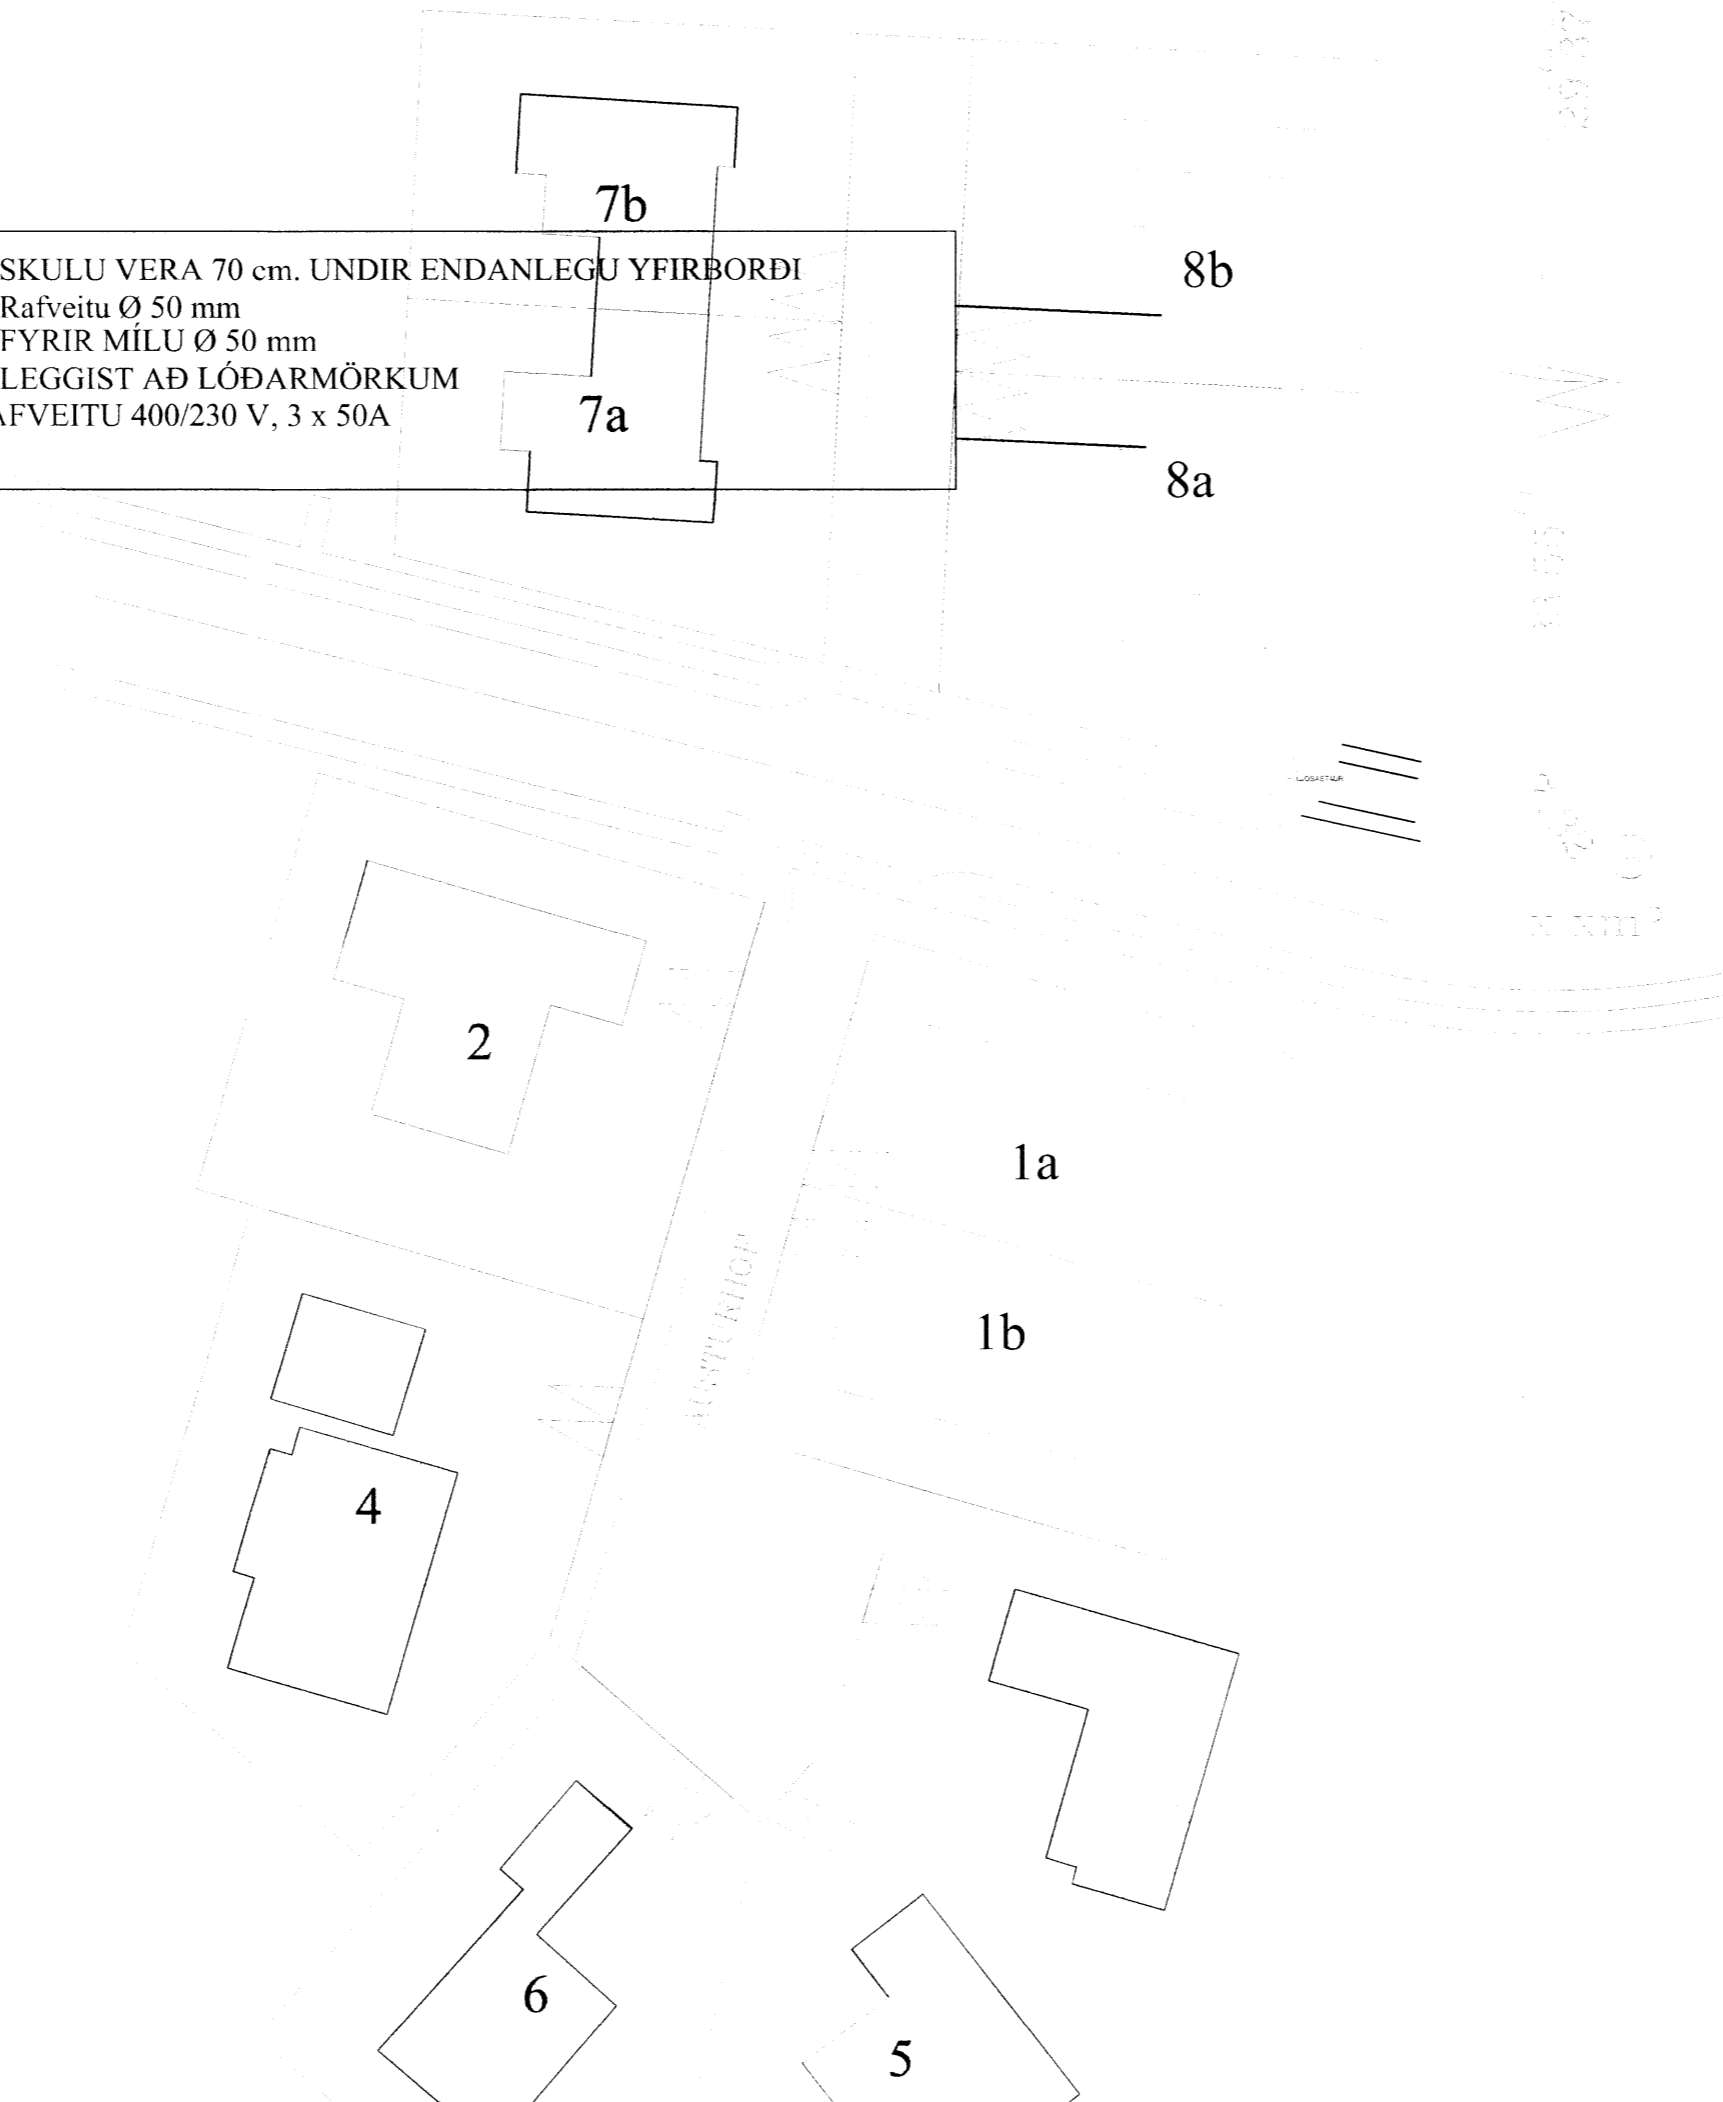 7b
SKULU VERA 70 cm. UNDIR ENDANLEGU YFIRBORÐI
Rafveitu Ø 50 mm
FYRIR MÍLU Ø 50 mm
LEGGIST AÐ LÓÐARMÖRKUM
AFVEITU 400/230 V, 3 x 50A
7a
8b
8a
2
1a
1b
4
6
5